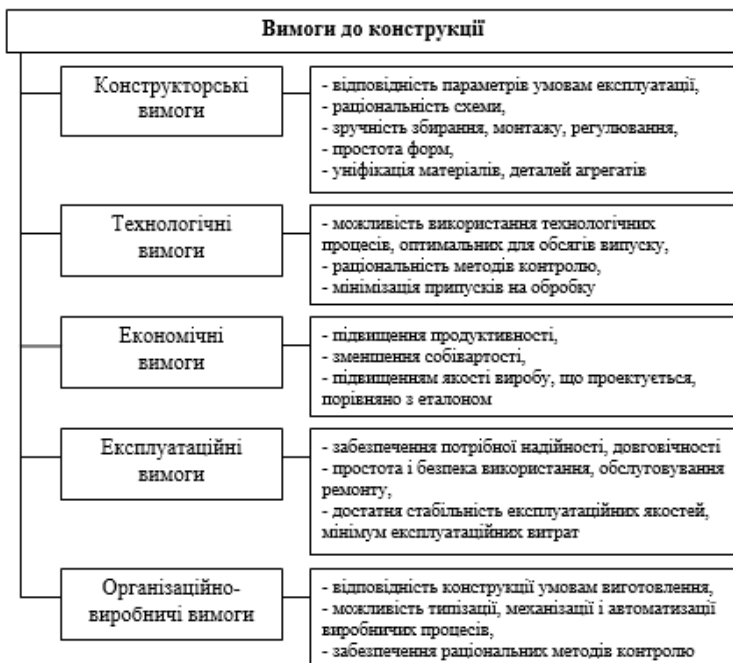 Вимоги до конструкції
Конструкторські
вимоги
- відповідність параметрів умовам експлуатації,
- раціональність схеми,
- зручність збирання, монтажу, регулювання,
- простота форм,
- уніфікація матеріалів, деталей агрегатів
Технологічні
вимоги
- можливість використання технологічних
процесів, оптимальних для обсягів випуску,
- раціональність методів контролю,
- мінімізація припусків на обробку
Економічні
вимоги
- підвищення продуктивності,
- зменшення собівартості,
- підвищенням якості виробу, що проектується,
порівняно з еталоном
Експлуатаційні
вимоги
- забезпечення потрібної надійності, довговічності
- простота і безпека використання, обслуговування
ремонту,
- достатня стабільність експлуатаційних якостей,
мінімум експлуатаційних витрат
Організаційно-
виробничі вимоги
- відповідність конструкції умовам виготовлення,
- можливість типізації, механізації і автоматизації
виробничих процесів,
- забезпечення раціональних методів контролю